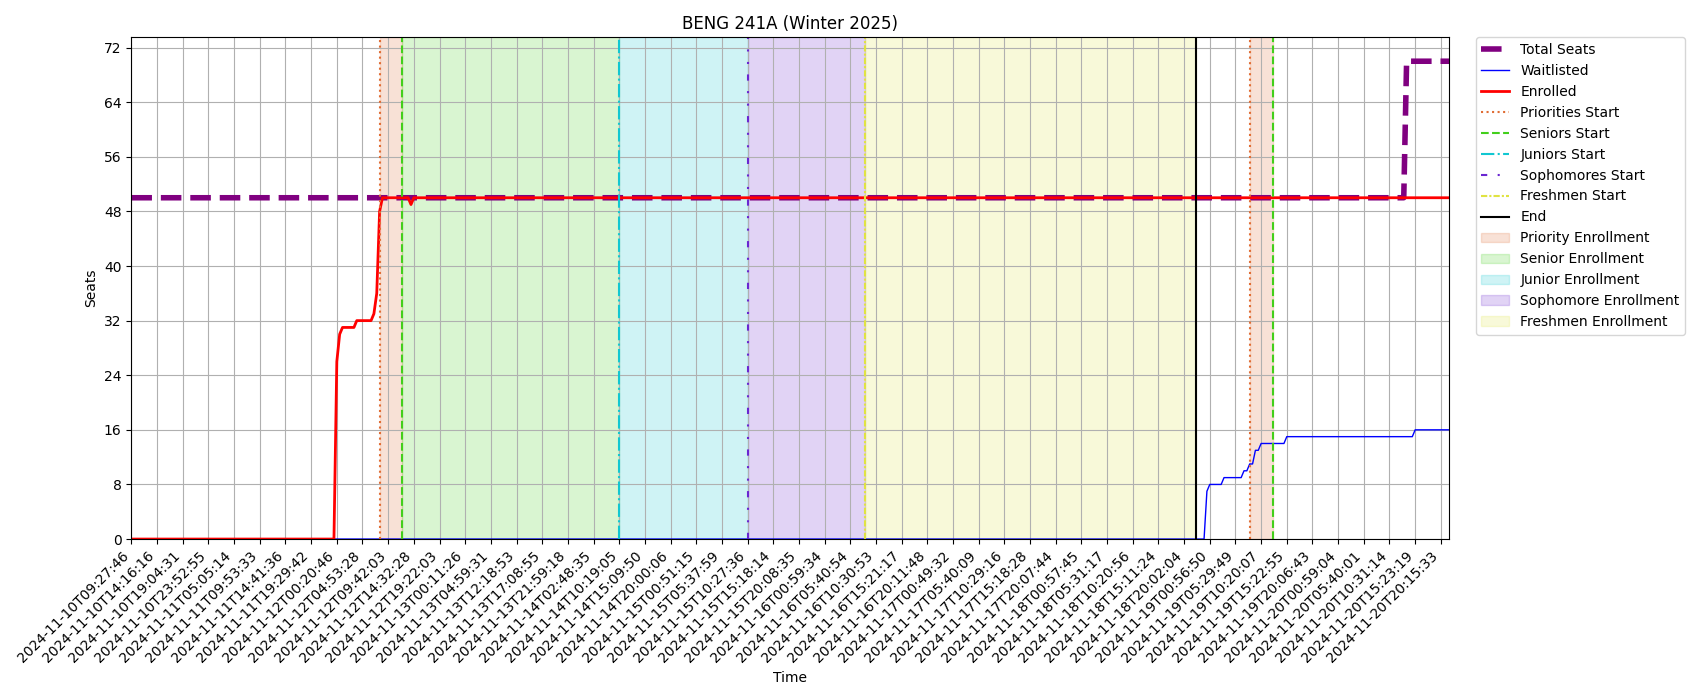 BENG 241A (Winter 2025)
72
64
56
48
40
32
24
16
8
0
Seats
2024-11-10T09:27:46
2024-11-10T14:16:16
2024-11-10T19:04:31
2024-11-10T23:52:55
2024-11-11T05:05:14
2024-11-11T09:53:33
2024-11-11T14:41:36
2024-11-11T19:29:42
2024-11-12T00:20:46
2024-11-12T04:53:28
2024-11-12T09:42:03
2024-11-12T14:32:28
2024-11-12T19:22:03
2024-11-13T00:11:26
2024-11-13T04:59:31
2024-11-13T12:18:53
2024-11-13T17:08:55
2024-11-13T21:59:18
2024-11-14T02:48:35
2024-11-14T10:19:05
2024-11-14T15:09:50
2024-11-14T20:00:06
2024-11-15T00:51:15
2024-11-15T05:37:59
2024-11-15T10:27:36
2024-11-15T15:18:14
2024-11-15T20:08:35
2024-11-16T00:59:34
2024-11-16T05:40:54
2024-11-16T10:30:53
2024-11-16T15:21:17
2024-11-16T20:11:48
2024-11-17T00:49:32
2024-11-17T05:40:09
2024-11-17T10:29:16
2024-11-17T15:18:28
2024-11-17T20:07:44
2024-11-18T00:57:45
2024-11-18T05:31:17
2024-11-18T10:20:56
2024-11-18T15:11:24
2024-11-18T20:02:04
2024-11-19T00:56:50
2024-11-19T05:29:49
2024-11-19T10:20:07
2024-11-19T15:22:55
2024-11-19T20:06:43
2024-11-20T00:59:04
2024-11-20T05:40:01
2024-11-20T10:31:14
2024-11-20T15:23:19
2024-11-20T20:15:33
Time
Total Seats
Waitlisted
Enrolled
Priorities Start
Seniors Start
Juniors Start
Sophomores Start
Freshmen Start
End
Priority Enrollment
Senior Enrollment
Junior Enrollment
Sophomore Enrollment
Freshmen Enrollment